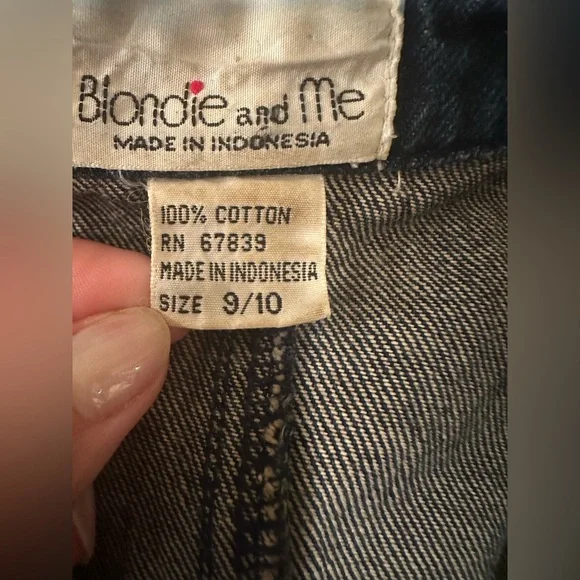 Blondie and Me
MADE IN INDONESIA
100% COTTON
RN 67839
MADE IN INDONESIA
SIZE 9/10